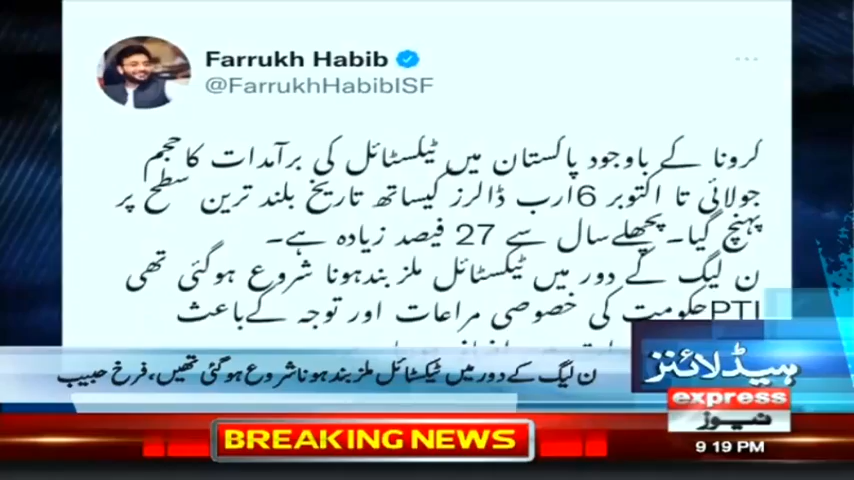 Farrukh Habib
@FarrukhHabibISF
کرونا کے باوجود پاکستان میں ٹیکسٹائل کی برآمدات کا حجم
جولائی تا اکتوبر 6 ارب ڈالرز کیساتھ تاریخ بلند ترین سطح پر
پہنچ گیا۔ پچھلے سال سے 27 فیصد زیادہ ہے۔
ن لیگ کے دور میں ٹیکسٹائل ملز بند ہونا شروع ہوگئی تھی
PTI حکومت کی خصوصی مراعات اور توجہ کے باعث
ن لیگ کے دور میں ٹیکسٹائل ملز بند ہونا شروع ہوگئی تھیں، فرخ حبیب
ہیڈلائنز
express
نیوز
BREAKING NEWS
9:19 PM